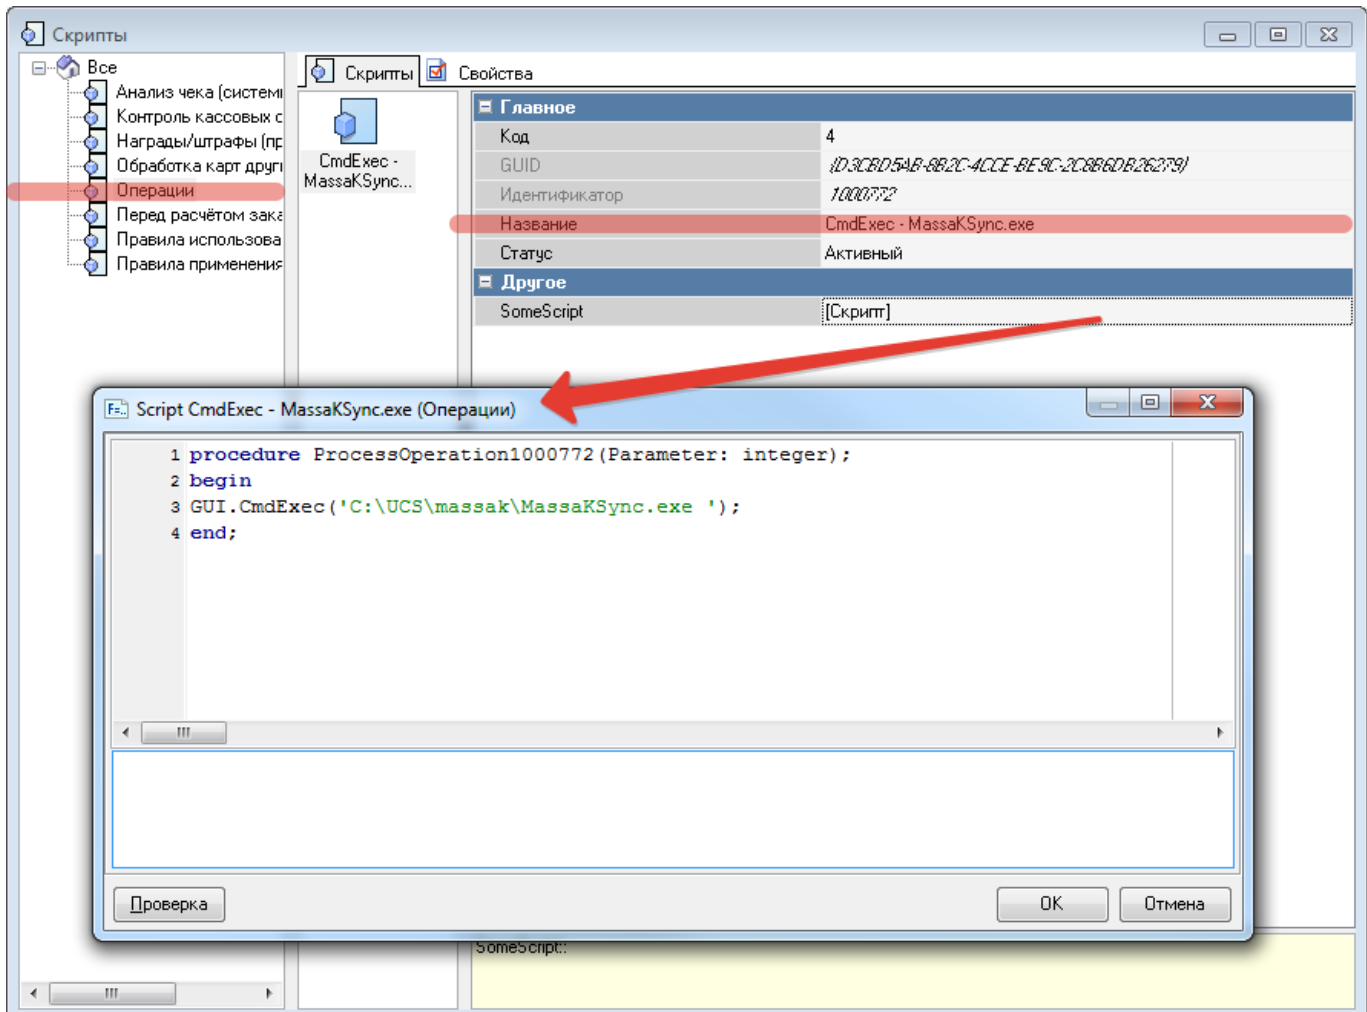 Скрипты
Все
Анализ чека (систем
Контроль кассовых с
Награды/штрафы (пр
Обработка карт други
Операции
Перед расчётом зака
Правила использова
Правила применения
Скрипты
Свойства
CmdExec -
MassaKSync...
Главное
Код 4
GUID {D3CBD5AB-8B2C-4CCE-BE9C-2C8B6DB26279}
Идентификатор 1000772
Название CmdExec - MassaKSync.exe
Статус Активный
Другое
SomeScript [Скрипт]
Script CmdExec - MassaKSync.exe (Операции)
1 procedure ProcessOperation1000772(Parameter: integer);
2 begin
3 GUI.CmdExec('C:\UCS\massak\MassaKSync.exe ');
4 end;
Проверка
OK
Отмена
SomeScript::